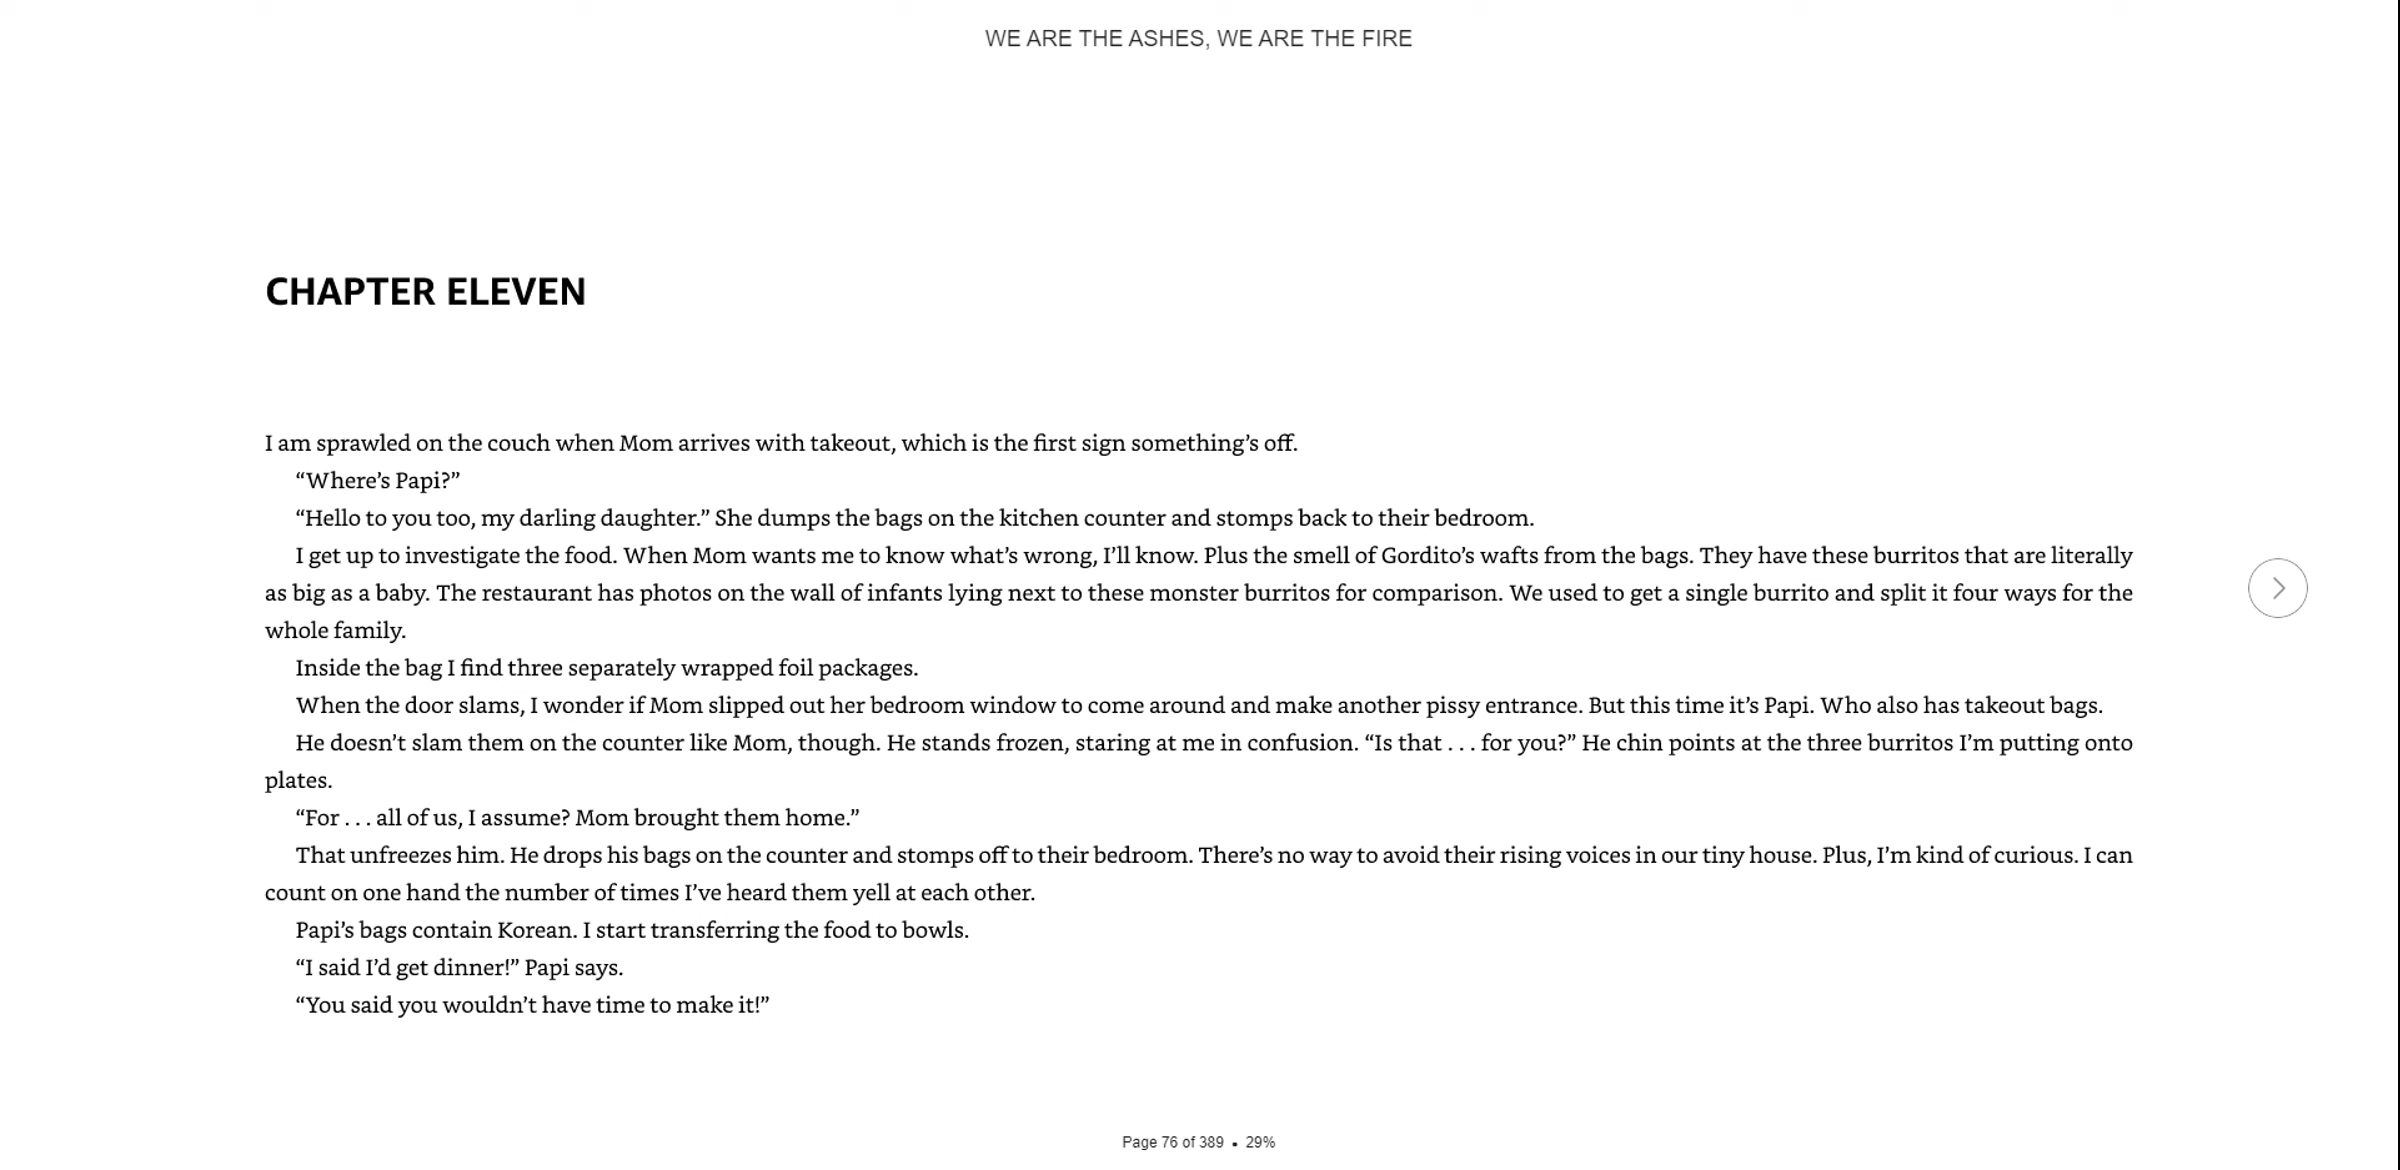 WE ARE THE ASHES, WE ARE THE FIRE
CHAPTER ELEVEN
I am sprawled on the couch when Mom arrives with takeout, which is the first sign something’s off.
“Where’s Papi?”
“Hello to you too, my darling daughter.” She dumps the bags on the kitchen counter and stomps back to their bedroom.
I get up to investigate the food. When Mom wants me to know what’s wrong, I’ll know. Plus the smell of Gordito’s wafts from the bags. They have these burritos that are literally
as big as a baby. The restaurant has photos on the wall of infants lying next to these monster burritos for comparison. We used to get a single burrito and split it four ways for the
whole family.
Inside the bag I find three separately wrapped foil packages.
When the door slams, I wonder if Mom slipped out her bedroom window to come around and make another pissy entrance. But this time it’s Papi. Who also has takeout bags.
He doesn’t slam them on the counter like Mom, though. He stands frozen, staring at me in confusion. “Is that . . . for you?” He chin points at the three burritos I’m putting onto
plates.
“For . . . all of us, I assume? Mom brought them home.”
That unfreezes him. He drops his bags on the counter and stomps off to their bedroom. There’s no way to avoid their rising voices in our tiny house. Plus, I’m kind of curious. I can
count on one hand the number of times I’ve heard them yell at each other.
Papi’s bags contain Korean. I start transferring the food to bowls.
“I said I’d get dinner!” Papi says.
“You said you wouldn’t have time to make it!”
Page 76 of 389 • 29%